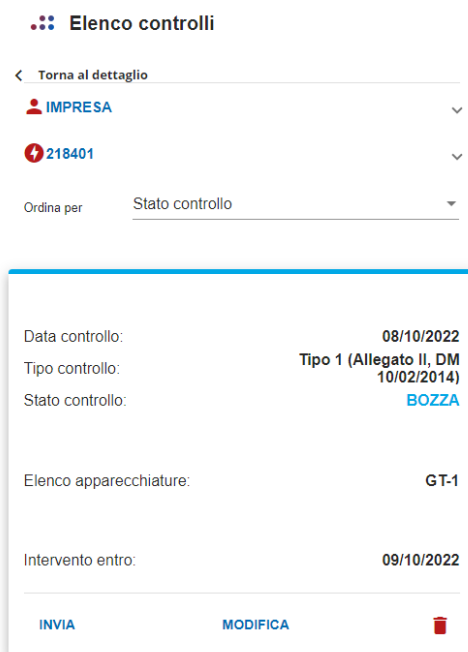 Elenco controlli
Torna al dettaglio
IMPRESA
218401
Ordina per
Stato controllo
Data controllo:
08/10/2022
Tipo controllo:
Tipo 1 (Allegato II, DM
10/02/2014)
Stato controllo:
BOZZA
Elenco apparecchiature:
GT-1
Intervento entro:
09/10/2022
INVIA
MODIFICA